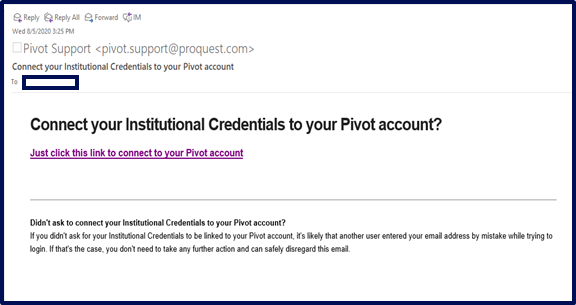 Reply Reply All Forward IM
Wed 8/5/2020 3:25 PM
Pivot Support <pivot.support@proquest.com>
Connect your Institutional Credentials to your Pivot account
To
Connect your Institutional Credentials to your Pivot account?
Just click this link to connect to your Pivot account
Didn't ask to connect your Institutional Credentials to your Pivot account?
If you didn't ask for your Institutional Credentials to be linked to your Pivot account, it's likely that another user entered your email address by mistake while trying to
login. If that's the case, you don't need to take any further action and can safely disregard this email.